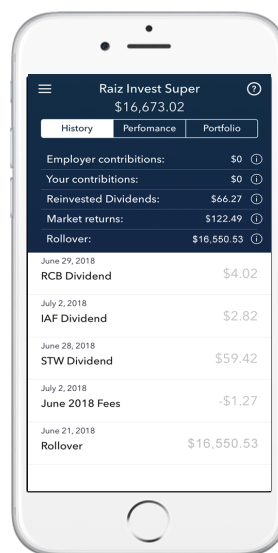 Raiz Invest Super
?
$16,673.02
History Perfomance Portfolio
Employer contributions: $0 i
Your contributions: $0 i
Reinvested Dividends: $66.27 i
Market returns: $122.49 i
Rollover: $16,550.53 i
June 29, 2018
RCB Dividend $4.02
July 2, 2018
IAF Dividend $2.82
June 28, 2018
STW Dividend $59.42
July 2, 2018
June 2018 Fees -$1.27
June 21, 2018
Rollover $16,550.53